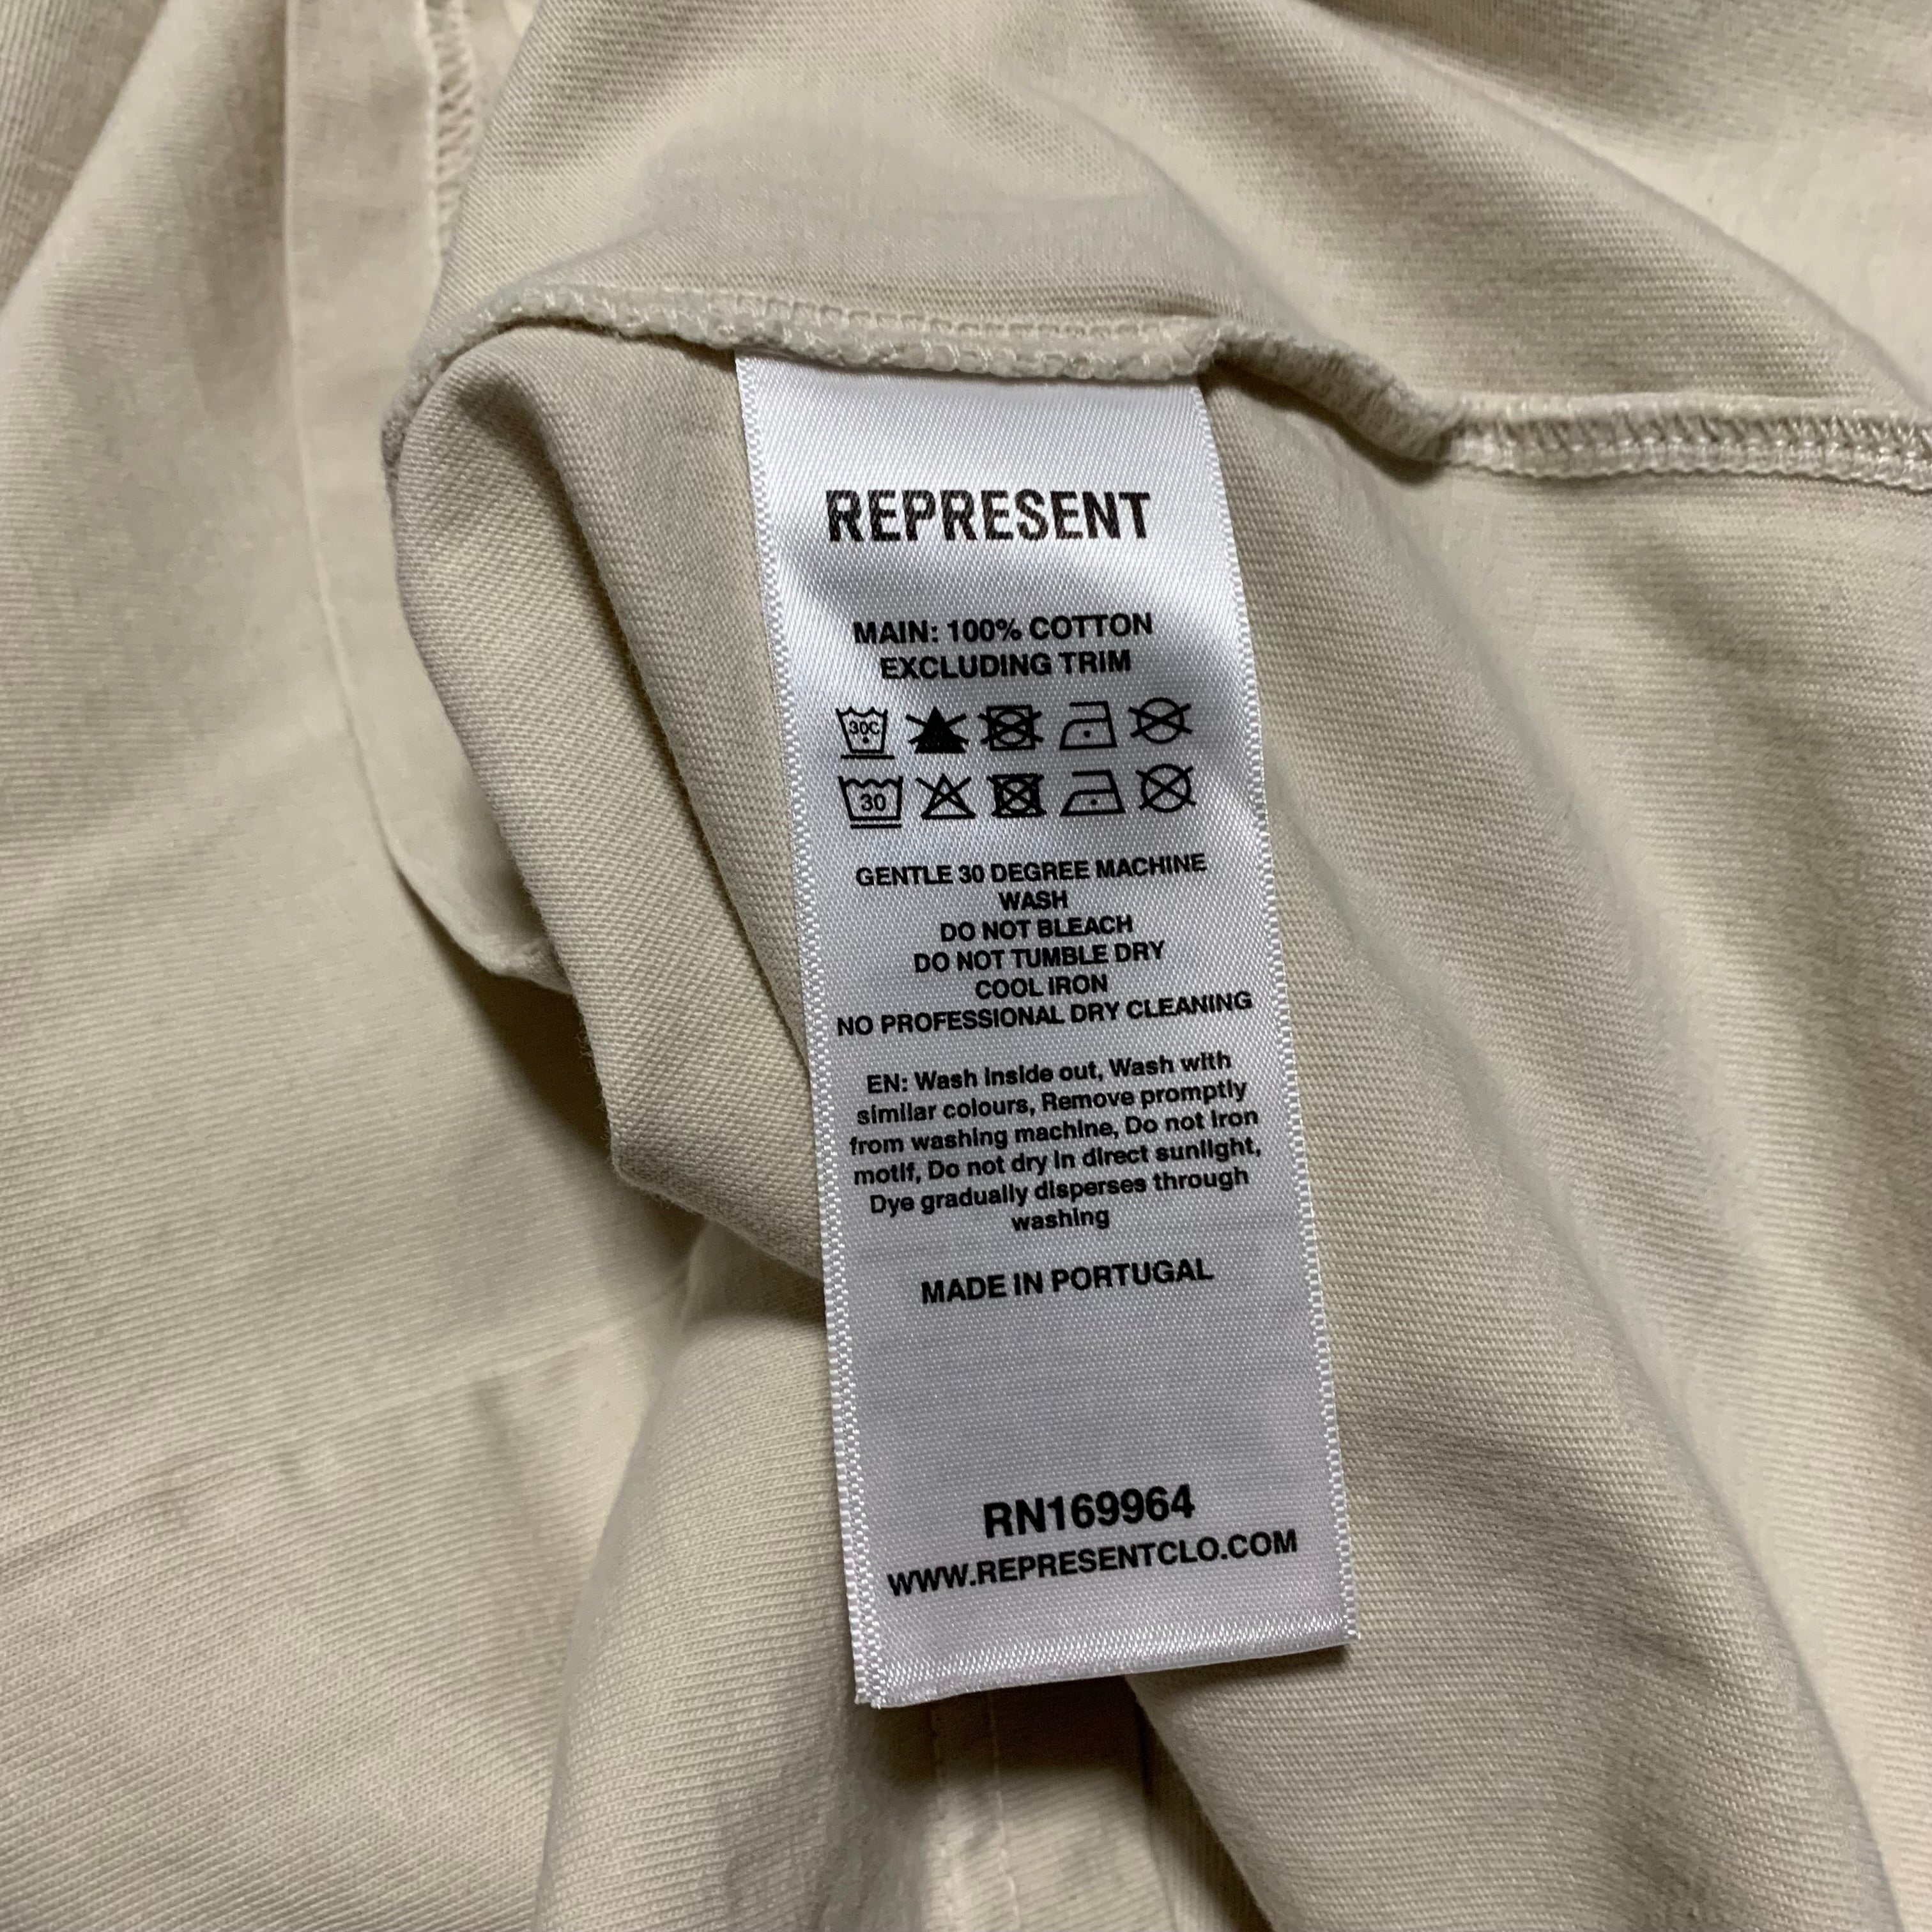 REPRESENT
MAIN: 100% COTTON
EXCLUDING TRIM
30C
30
GENTLE 30 DEGREE MACHINE
WASH
DO NOT BLEACH
DO NOT TUMBLE DRY
COOL IRON
NO PROFESSIONAL DRY CLEANING
EN: Wash inside out, Wash with
similar colours, Remove promptly
from washing machine, Do not iron
motif, Do not dry in direct sunlight,
Dye gradually disperses through
washing
MADE IN PORTUGAL
RN169964
WWW.REPRESENTCLO.COM